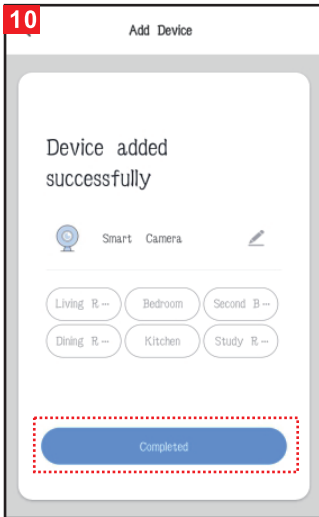 10
Add Device
Device added
successfully
Smart Camera
Living R… Bedroom Second B…
Dining R… Kitchen Study R…
Completed